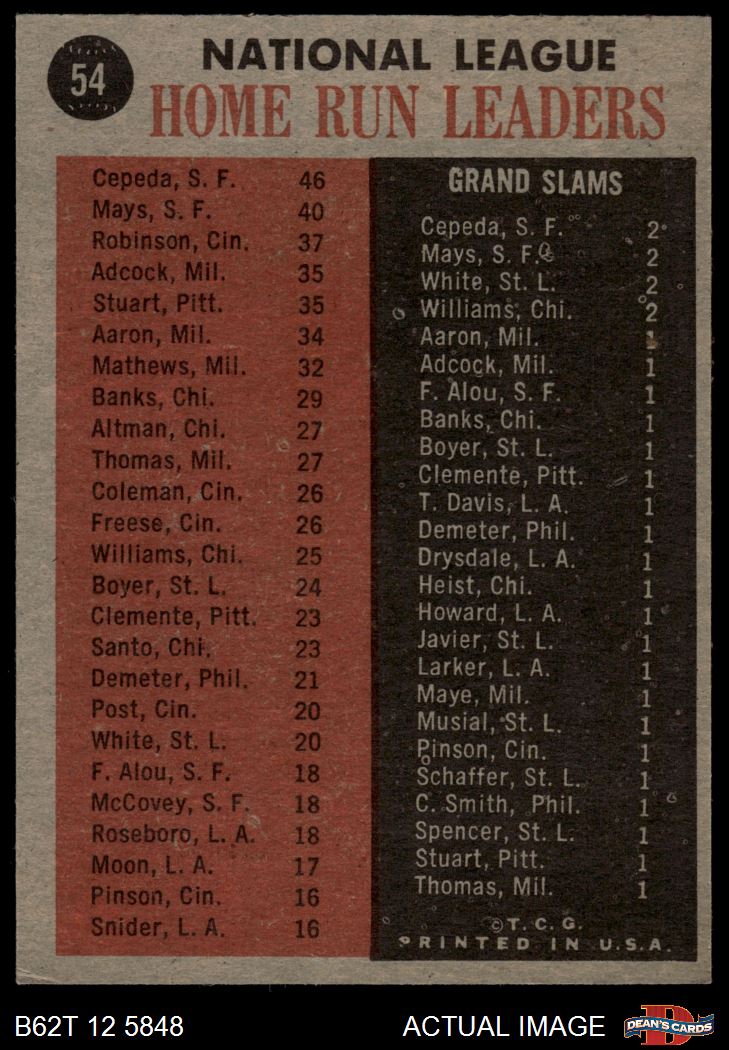 54
NATIONAL LEAGUE
HOME RUN LEADERS
Cepeda, S. F. 46
Mays, S. F. 40
Robinson, Cin. 37
Adcock, Mil. 35
Stuart, Pitt. 35
Aaron, Mil. 34
Mathews, Mil. 32
Banks, Chi. 29
Altman, Chi. 27
Thomas, Mil. 27
Coleman, Cin. 26
Freese, Cin. 26
Williams, Chi. 25
Boyer, St. L. 24
Clemente, Pitt. 23
Santo, Chi. 23
Demeter, Phil. 21
Post, Cin. 20
White, St. L. 20
F. Alou, S. F. 18
McCovey, S. F. 18
Roseboro, L. A. 18
Moon, L. A. 17
Pinson, Cin. 16
Snider, L. A. 16
GRAND SLAMS
Cepeda, S. F. 2
Mays, S. F. 2
White, St. L. 2
Williams, Chi. 2
Aaron, Mil. 1
Adcock, Mil. 1
F. Alou, S. F. 1
Banks, Chi. 1
Boyer, St. L. 1
Clemente, Pitt. 1
T. Davis, L. A. 1
Demeter, Phil. 1
Drysdale, L. A. 1
Heist, Chi. 1
Howard, L. A. 1
Javier, St. L. 1
Larker, L. A. 1
Maye, Mil. 1
Musial, St. L. 1
Pinson, Cin. 1
Schaffer, St. L. 1
C. Smith, Phil. 1
Spencer, St. L. 1
Stuart, Pitt. 1
Thomas, Mil. 1
©T. C. G.
PRINTED IN U.S.A.
B62T 12 5848
ACTUAL IMAGE
DEAN'S CARDS